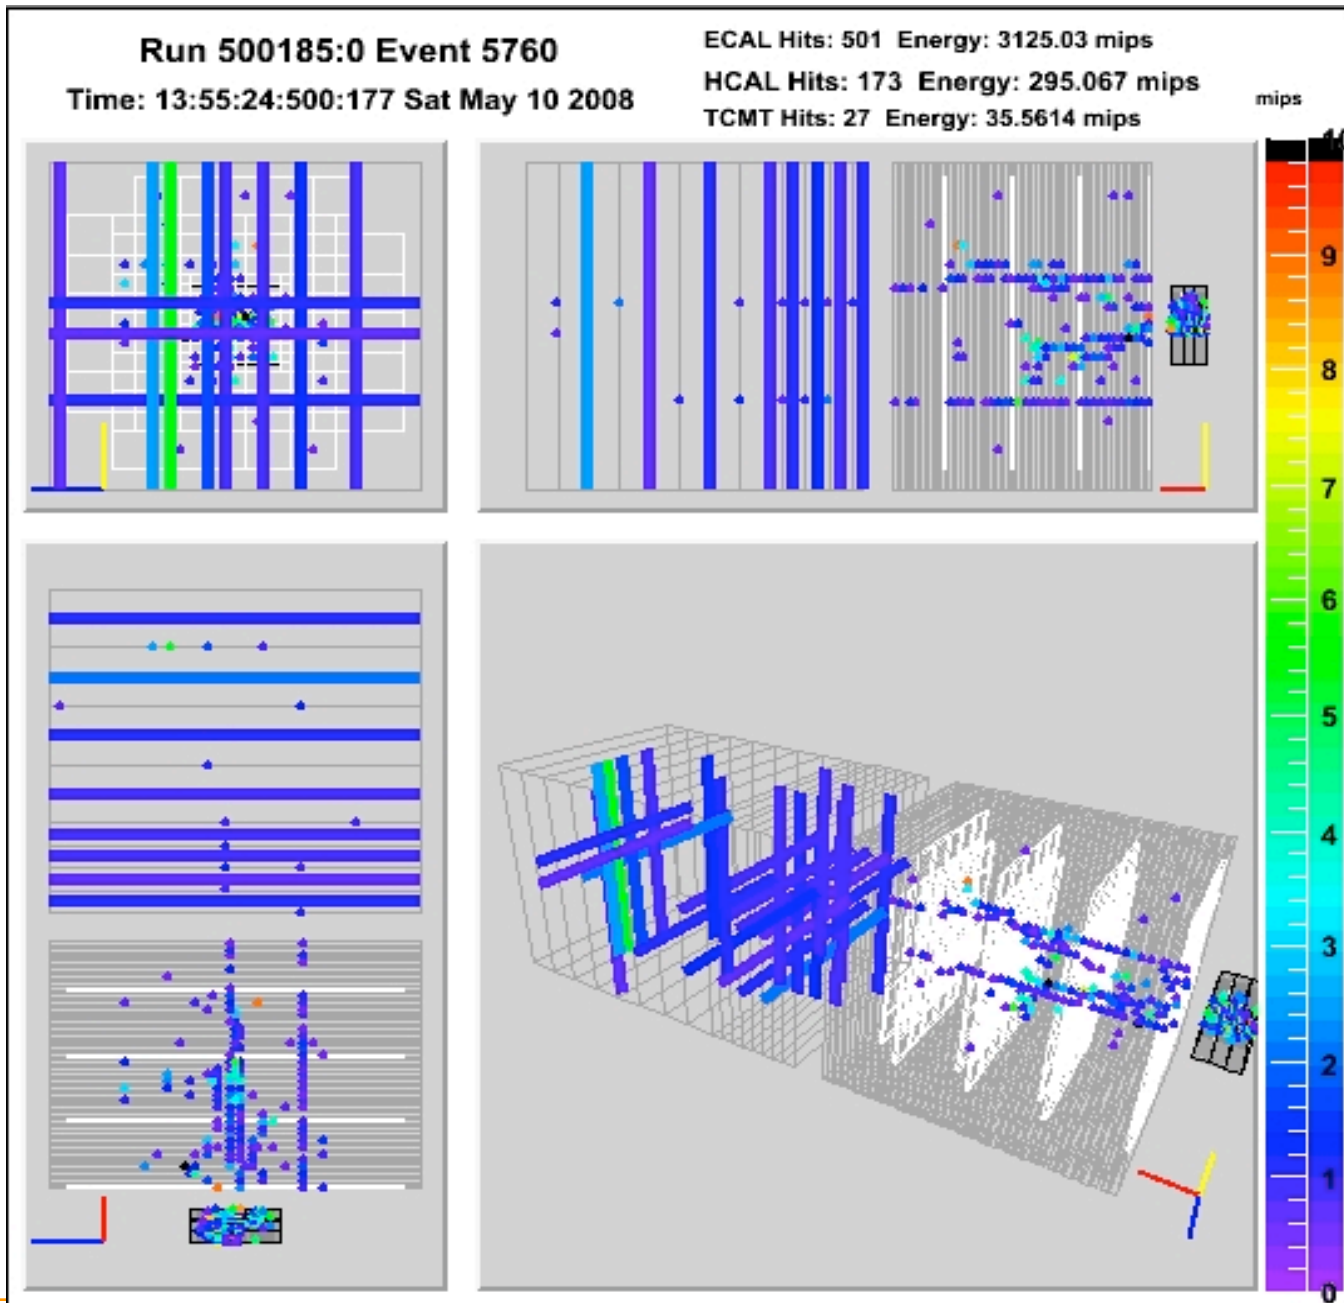 Run 500185:0 Event 5760
Time: 13:55:24:500:177 Sat May 10 2008
ECAL Hits: 501 Energy: 3125.03 mips
HCAL Hits: 173 Energy: 295.067 mips
TCMT Hits: 27 Energy: 35.5614 mips
mips
9
8
7
6
5
4
3
2
1
0